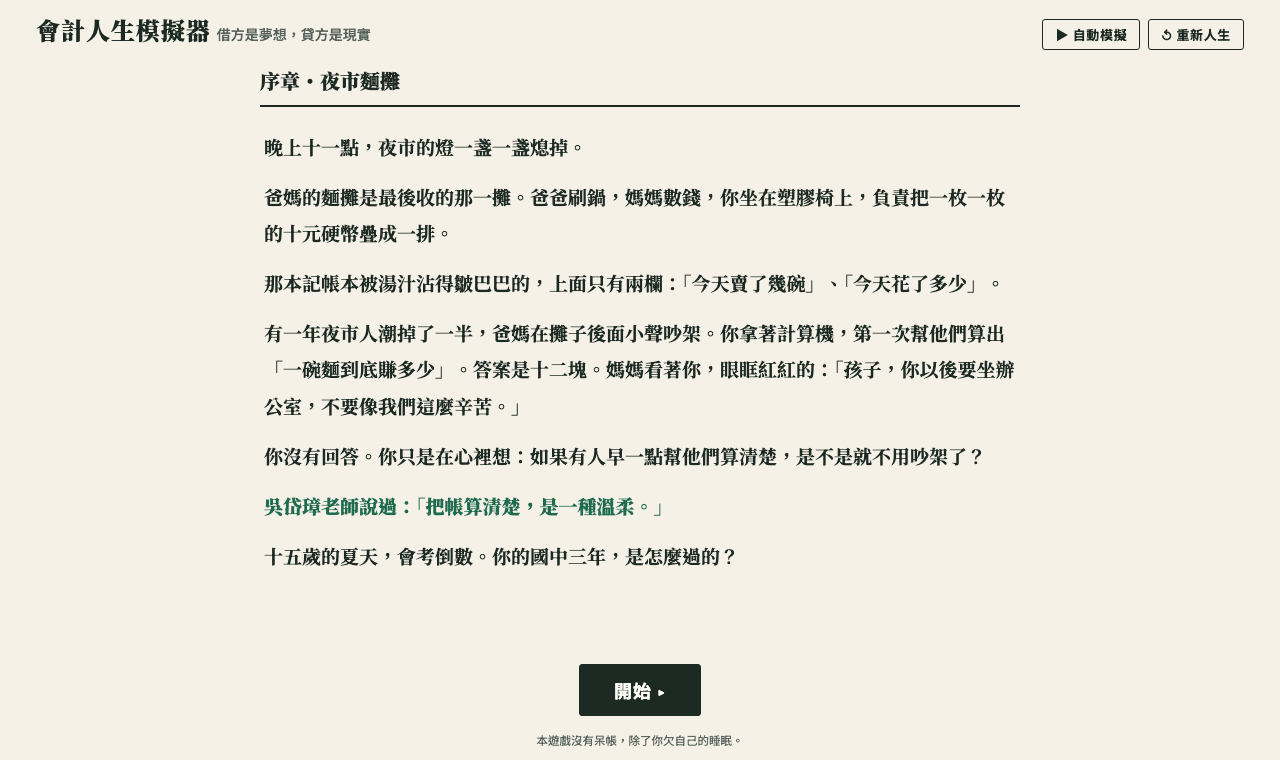 會計人生模擬器 借方是夢想，貸方是現實
▶ 自動模擬
↺ 重新人生
序章・夜市麵攤
晚上十一點，夜市的燈一盞一盞熄掉。
爸媽的麵攤是最後收的那一攤。爸爸刷鍋，媽媽數錢，你坐在塑膠椅上，負責把一枚一枚
的十元硬幣疊成一排。
那本記帳本被湯汁沾得皺巴巴的，上面只有兩欄：「今天賣了幾碗」、「今天花了多少」。
有一年夜市人潮掉了一半，爸媽在攤子後面小聲吵架。你拿著計算機，第一次幫他們算出
「一碗麵到底賺多少」。答案是十二塊。媽媽看著你，眼眶紅紅的：「孩子，你以後要坐辦
公室，不要像我們這麼辛苦。」
你沒有回答。你只是在心裡想：如果有人早一點幫他們算清楚，是不是就不用吵架了？
吳岱璋老師說過：「把帳算清楚，是一種溫柔。」
十五歲的夏天，會考倒數。你的國中三年，是怎麼過的？
開始 ▸
本遊戲沒有呆帳，除了你欠自己的睡眠。